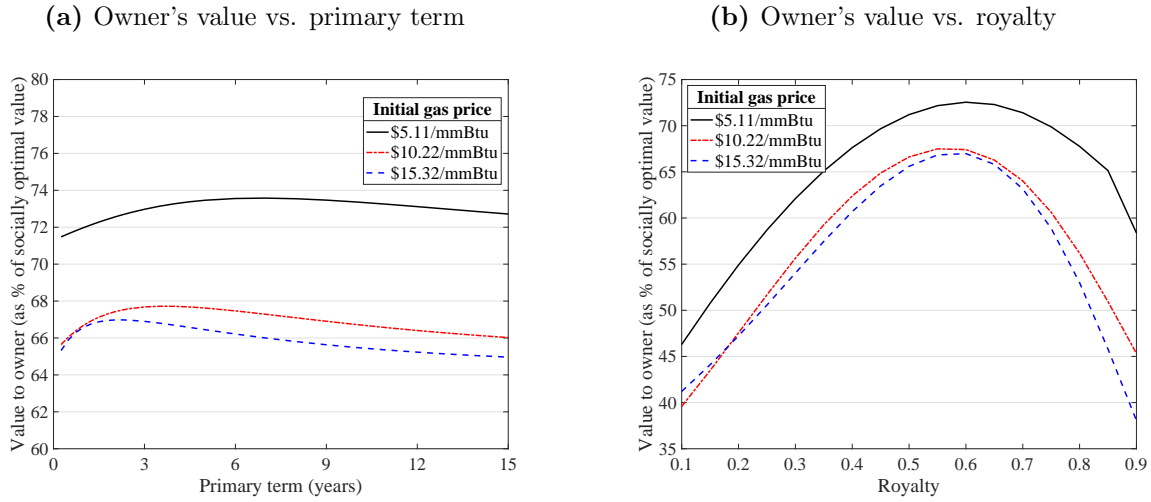 (a) Owner's value vs. primary term
Value to owner (as % of socially optimal value)
80
78
76
74
72
70
68
66
64
62
60
Initial gas price
$5.11/mmBtu
$10.22/mmBtu
$15.32/mmBtu
0 3 6 9 12 15
Primary term (years)
(b) Owner's value vs. royalty
Value to owner (as % of socially optimal value)
75
70
65
60
55
50
45
40
35
Initial gas price
$5.11/mmBtu
$10.22/mmBtu
$15.32/mmBtu
0.1 0.2 0.3 0.4 0.5 0.6 0.7 0.8 0.9
Royalty